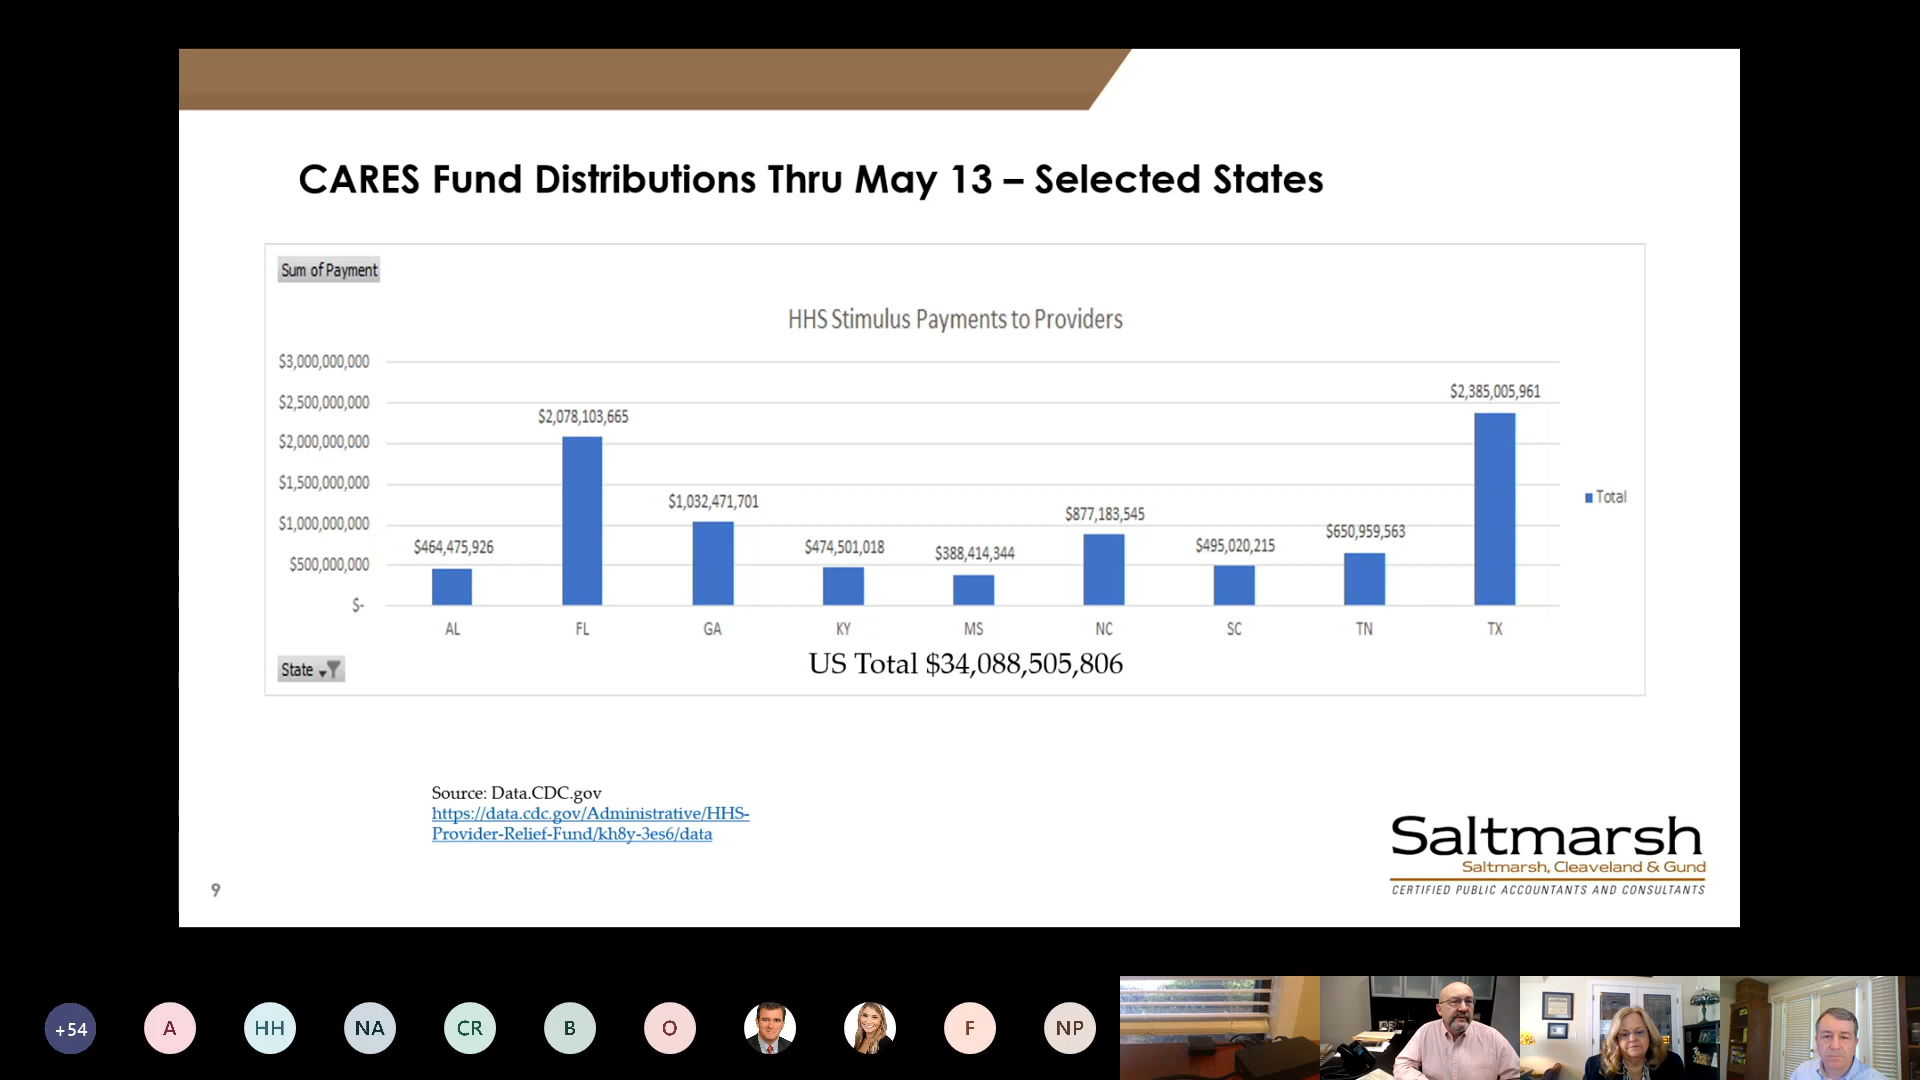 CARES Fund Distributions Thru May 13 – Selected States
Sum of Payment
HHS Stimulus Payments to Providers
$3,000,000,000
$2,500,000,000
$2,000,000,000
$1,500,000,000
$1,000,000,000
$500,000,000
$-
$464,475,926
$2,078,103,665
$1,032,471,701
$474,501,018
$388,414,344
$877,183,545
$495,020,215
$650,959,563
$2,385,005,961
Total
AL
FL
GA
KY
MS
NC
SC
TN
TX
State
US Total $34,088,505,806
Source: Data.CDC.gov
https://data.cdc.gov/Administrative/HHS-
Provider-Relief-Fund/kh8y-3es6/data
Saltmarsh
Saltmarsh, Cleaveland & Gund
CERTIFIED PUBLIC ACCOUNTANTS AND CONSULTANTS
9
+54
A
HH
NA
CR
B
O
F
NP